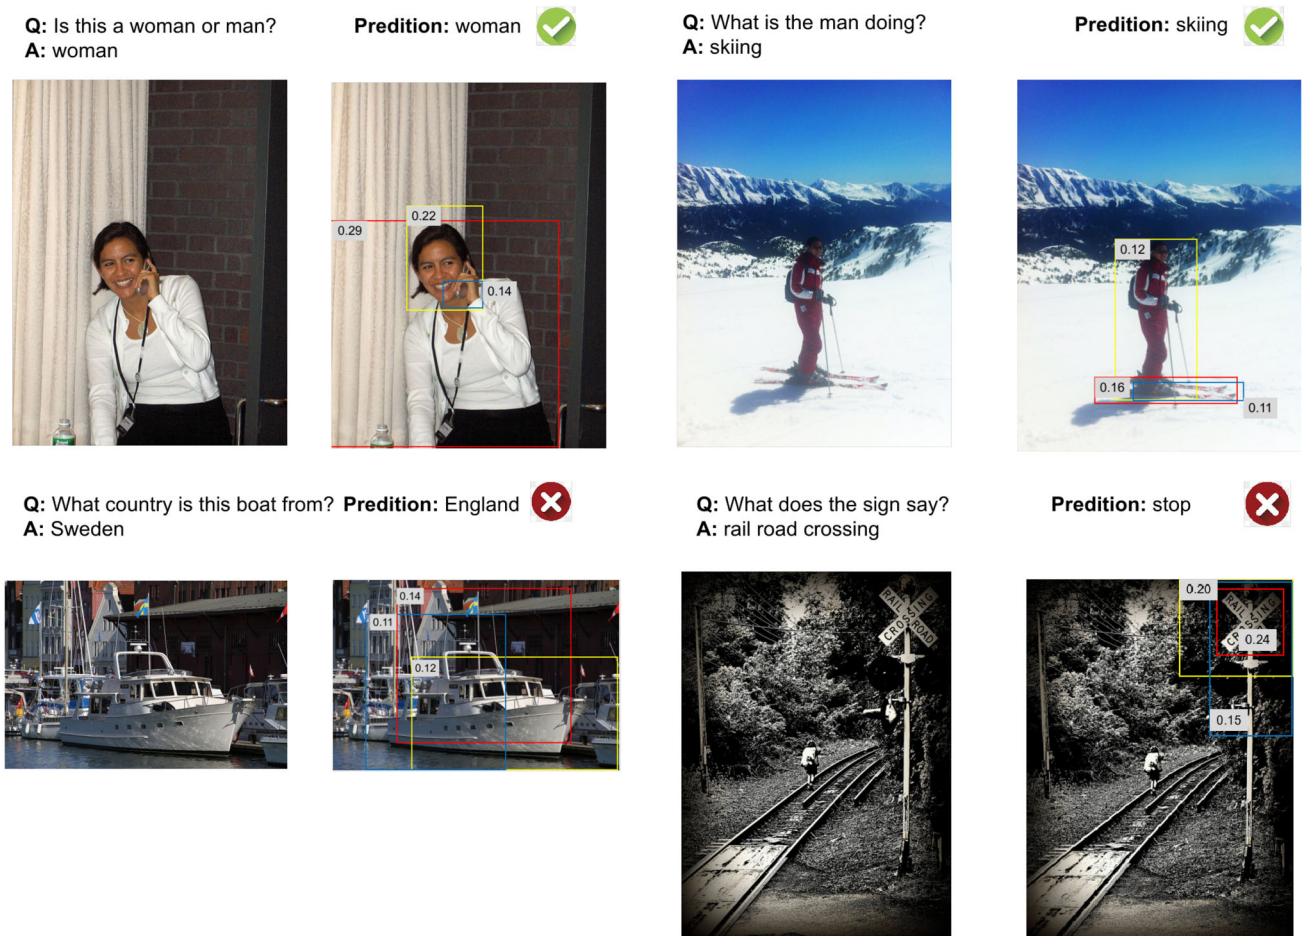 Q: Is this a woman or man?
A: woman
Predition: woman
0.22
0.29
0.14
Q: What is the man doing?
A: skiing
Predition: skiing
0.12
0.16
0.11
Q: What country is this boat from?
A: Sweden
Predition: England
0.14
0.11
0.12
Q: What does the sign say?
A: rail road crossing
Predition: stop
RAIL CROSSING ROAD
0.20
RAIL
0.24
0.15